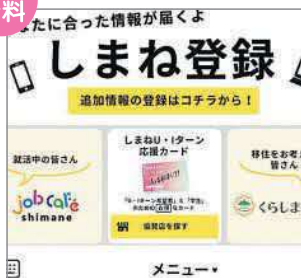 料
なたに合った情報が届くよ
しまね登録
追加情報の登録はコチラから！
就活中の皆さん
job café
shimane
しまねU・Iターン
応援カード
協賛店を探す
移住をお考え
皆さん
くらしま
メニュー▾